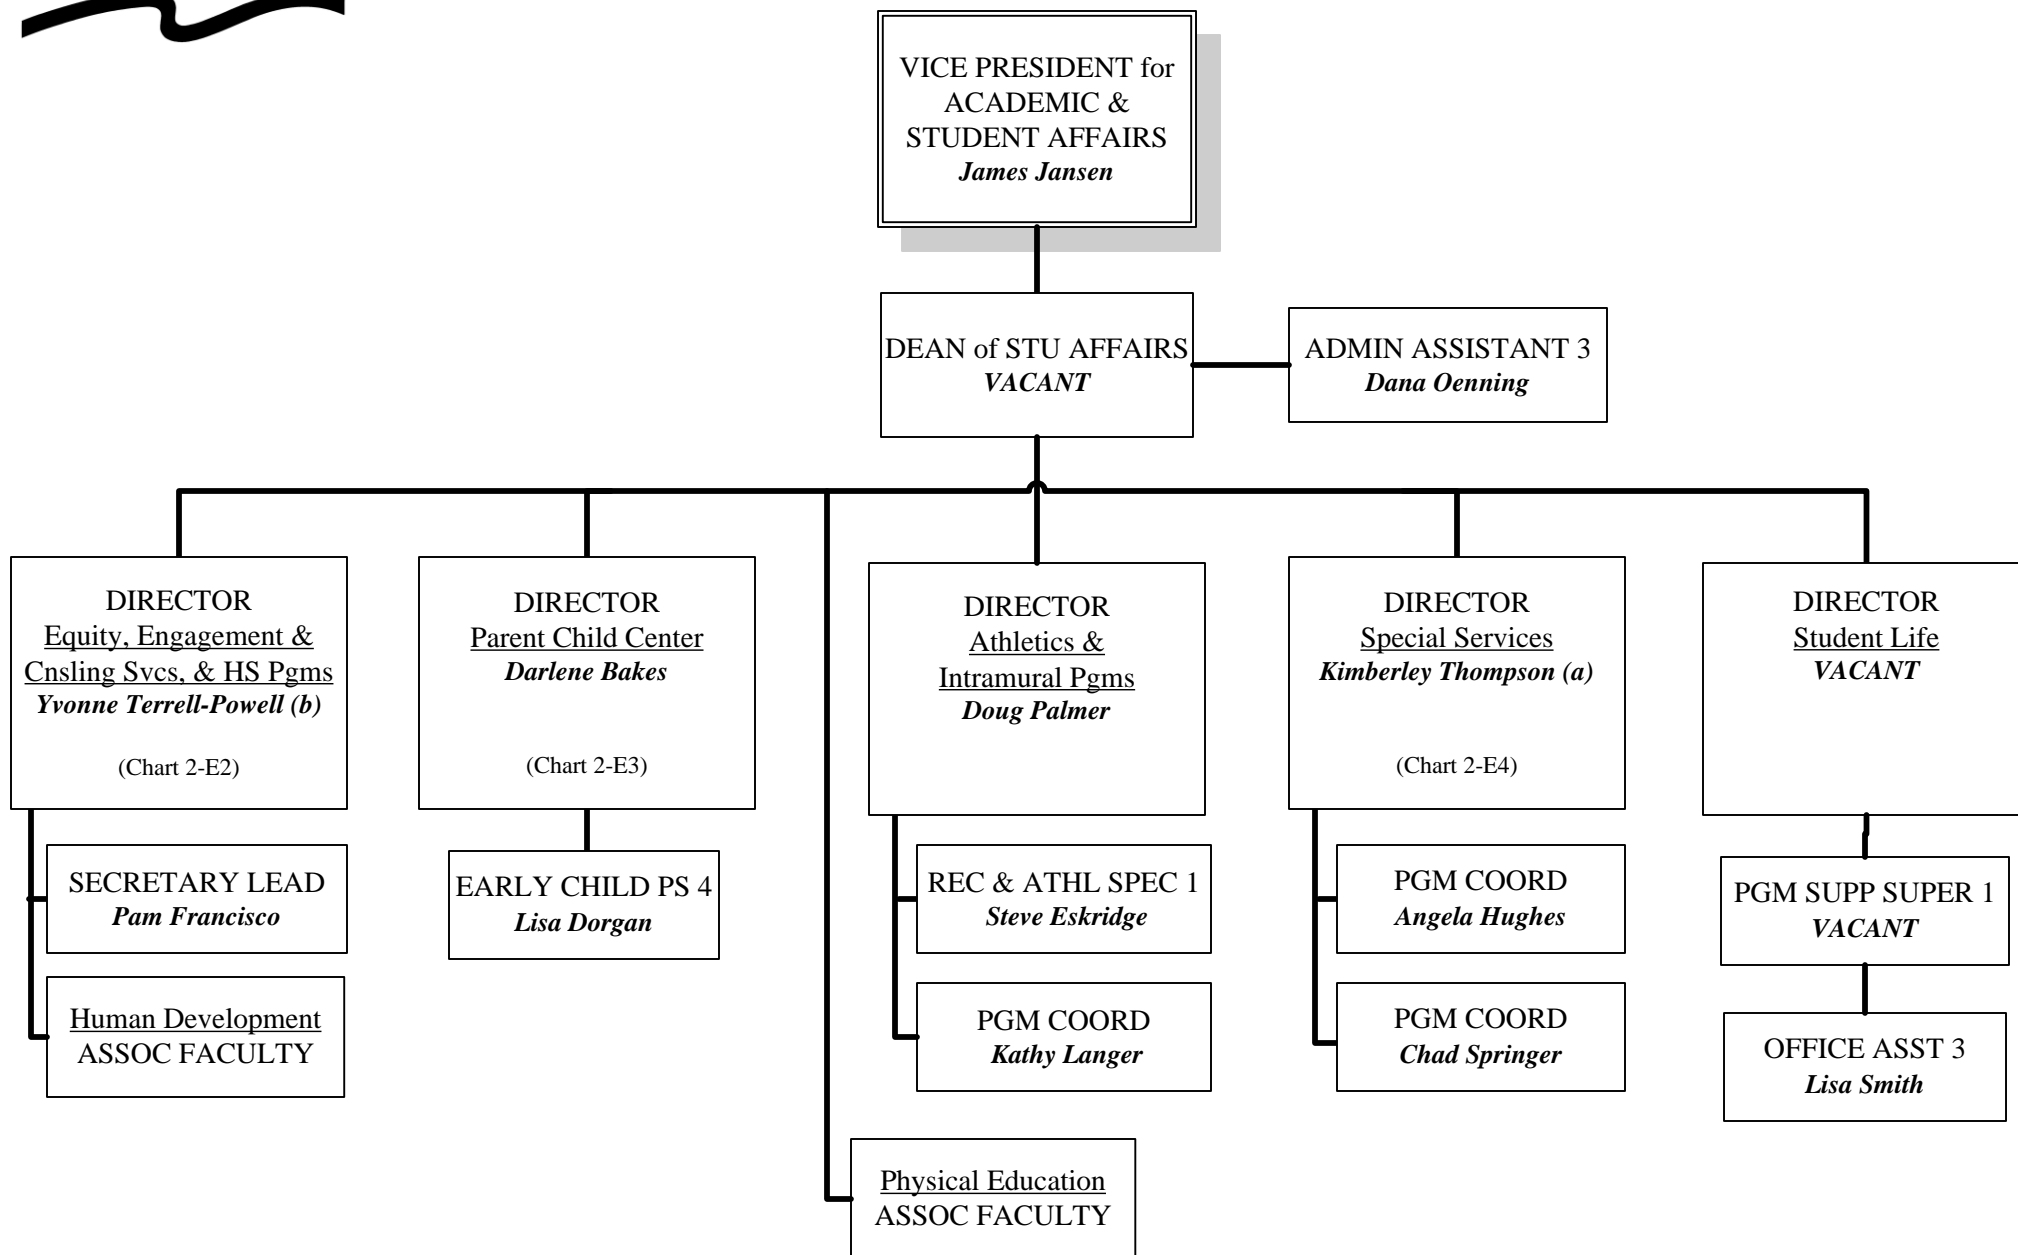 VICE PRESIDENT for
ACADEMIC &
STUDENT AFFAIRS
James Jansen
DEAN of STU AFFAIRS
VACANT
ADMIN ASSISTANT 3
Dana Oenning
DIRECTOR
Equity, Engagement &
Cnsling Svcs, & HS Pgms
Yvonne Terrell-Powell (b)
(Chart 2-E2)
DIRECTOR
Parent Child Center
Darlene Bakes
(Chart 2-E3)
DIRECTOR
Athletics &
Intramural Pgms
Doug Palmer
DIRECTOR
Special Services
Kimberley Thompson (a)
(Chart 2-E4)
DIRECTOR
Student Life
VACANT
SECRETARY LEAD
Pam Francisco
Human Development
ASSOC FACULTY
EARLY CHILD PS 4
Lisa Dorgan
REC & ATHL SPEC 1
Steve Eskridge
PGM COORD
Kathy Langer
PGM COORD
Angela Hughes
PGM COORD
Chad Springer
PGM SUPP SUPER 1
VACANT
OFFICE ASST 3
Lisa Smith
Physical Education
ASSOC FACULTY